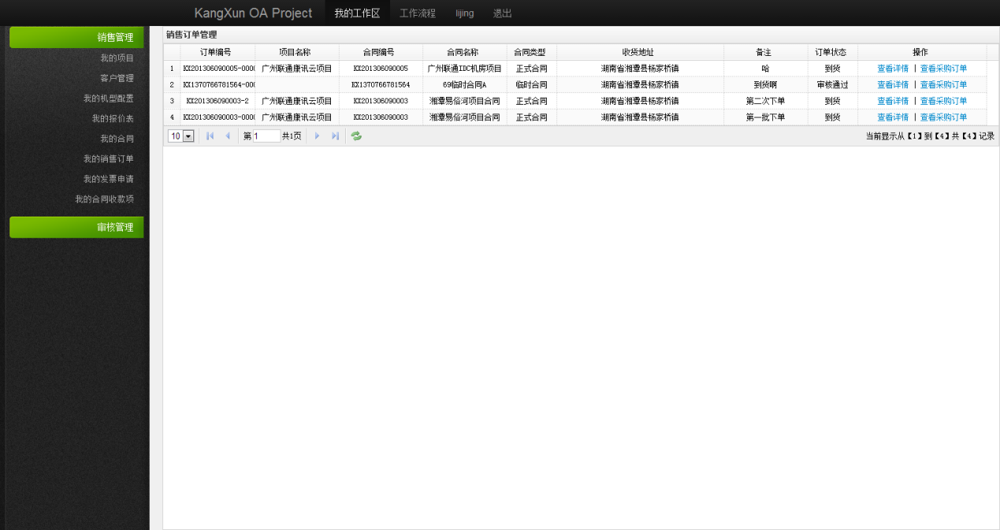 KangXun OA Project 我的工作区 工作流程 lijing 退出
销售管理
我的项目
客户管理
我的机型配置
我的报价表
我的合同
我的销售订单
我的发票申请
我的合同收款项
审核管理
销售订单管理
订单编号 项目名称 合同编号 合同名称 合同类型 收货地址 备注 订单状态 操作
1 KX201306090005-000 广州联通康讯云项目 KX201306090005 广州联通IDC机房项目 正式合同 湖南省湘潭县杨家桥镇 哈 到货 查看详情 | 查看采购订单
2 KX1370766781564-00 KX1370766781564 69临时合同A 临时合同 湖南省湘潭县杨家桥镇 到货啊 审核通过 查看详情 | 查看采购订单
3 KX201306090003-2 广州联通康讯云项目 KX201306090003 湘潭易俗河项目合同 正式合同 湖南省湘潭县杨家桥镇 第二次下单 到货 查看详情 | 查看采购订单
4 KX201306090003-000 广州联通康讯云项目 KX201306090003 湘潭易俗河项目合同 正式合同 湖南省湘潭县杨家桥镇 第一批下单 到货 查看详情 | 查看采购订单
10 第 1 共1页 当前显示从【1】到【4】共【4】记录